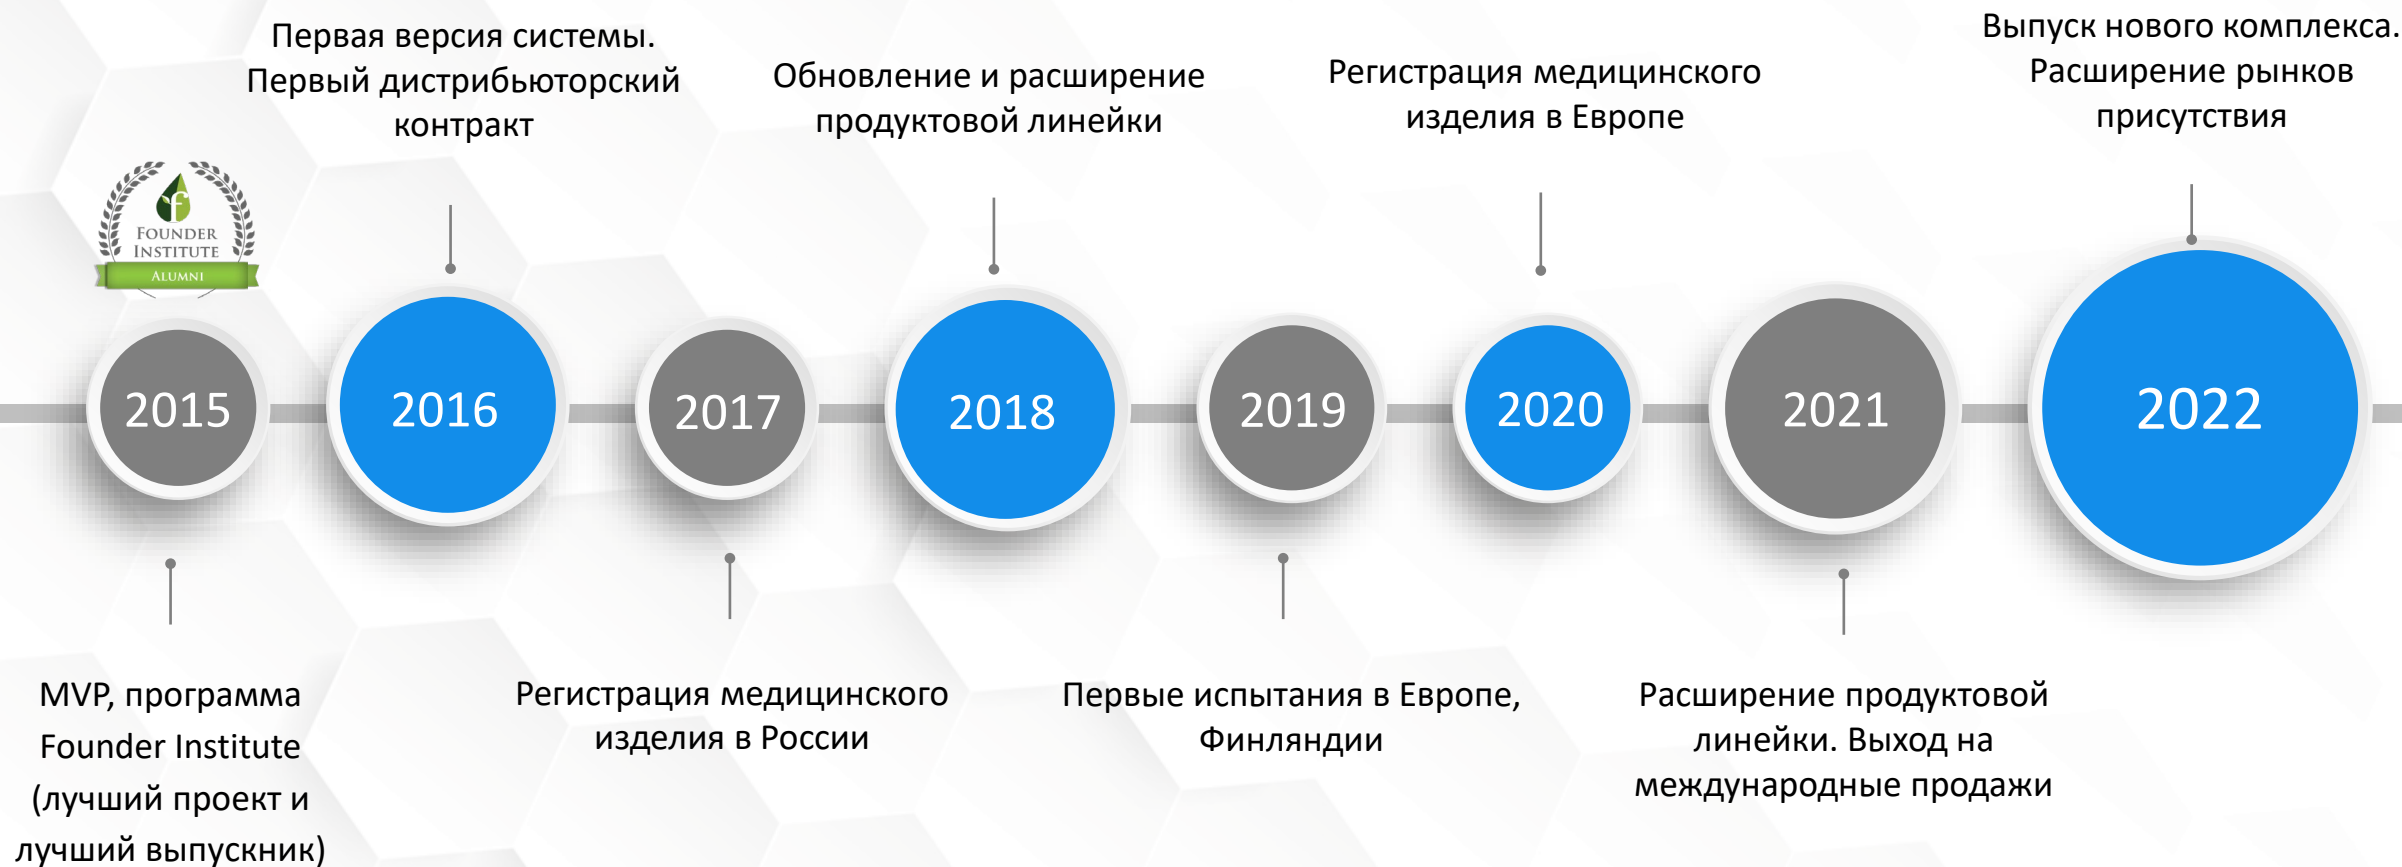 Первая версия системы.
Первый дистрибьюторский
контракт
Обновление и расширение
продуктовой линейки
Регистрация медицинского
изделия в Европе
Выпуск нового комплекса.
Расширение рынков
присутствия
f
FOUNDER
INSTITUTE
ALUMNI
2015
2016
2017
2018
2019
2020
2021
2022
MVP, программа
Founder Institute
(лучший проект и
лучший выпускник)
Регистрация медицинского
изделия в России
Первые испытания в Европе,
Финляндии
Расширение продуктовой
линейки. Выход на
международные продажи